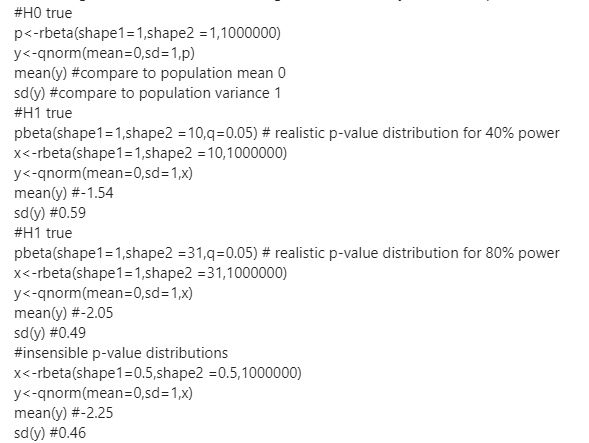 #H0 true
p<-rbeta(shape1=1,shape2 =1,1000000)
y<-qnorm(mean=0,sd=1,p)
mean(y) #compare to population mean 0
sd(y) #compare to population variance 1
#H1 true
pbeta(shape1=1,shape2 =10,q=0.05) # realistic p-value distribution for 40% power
x<-rbeta(shape1=1,shape2 =10,1000000)
y<-qnorm(mean=0,sd=1,x)
mean(y) #-1.54
sd(y) #0.59
#H1 true
pbeta(shape1=1,shape2 =31,q=0.05) # realistic p-value distribution for 80% power
x<-rbeta(shape1=1,shape2 =31,1000000)
y<-qnorm(mean=0,sd=1,x)
mean(y) #-2.05
sd(y) #0.49
#insensible p-value distributions
x<-rbeta(shape1=0.5,shape2 =0.5,1000000)
y<-qnorm(mean=0,sd=1,x)
mean(y) #-2.25
sd(y) #0.46